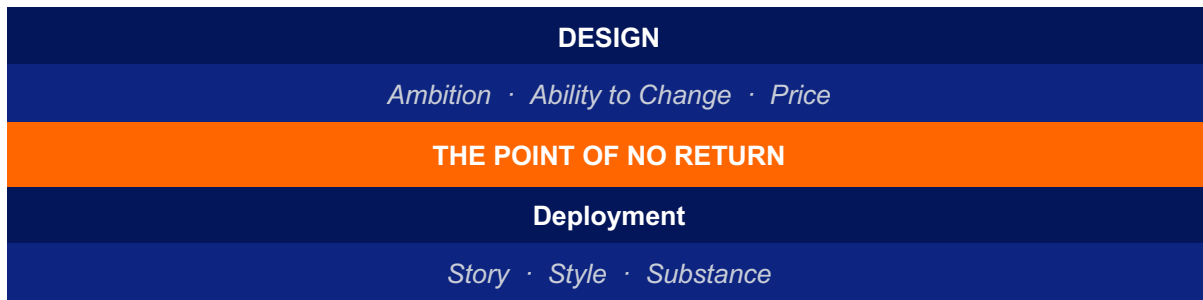 DESIGN
Ambition · Ability to Change · Price
THE POINT OF NO RETURN
Deployment
Story · Style · Substance